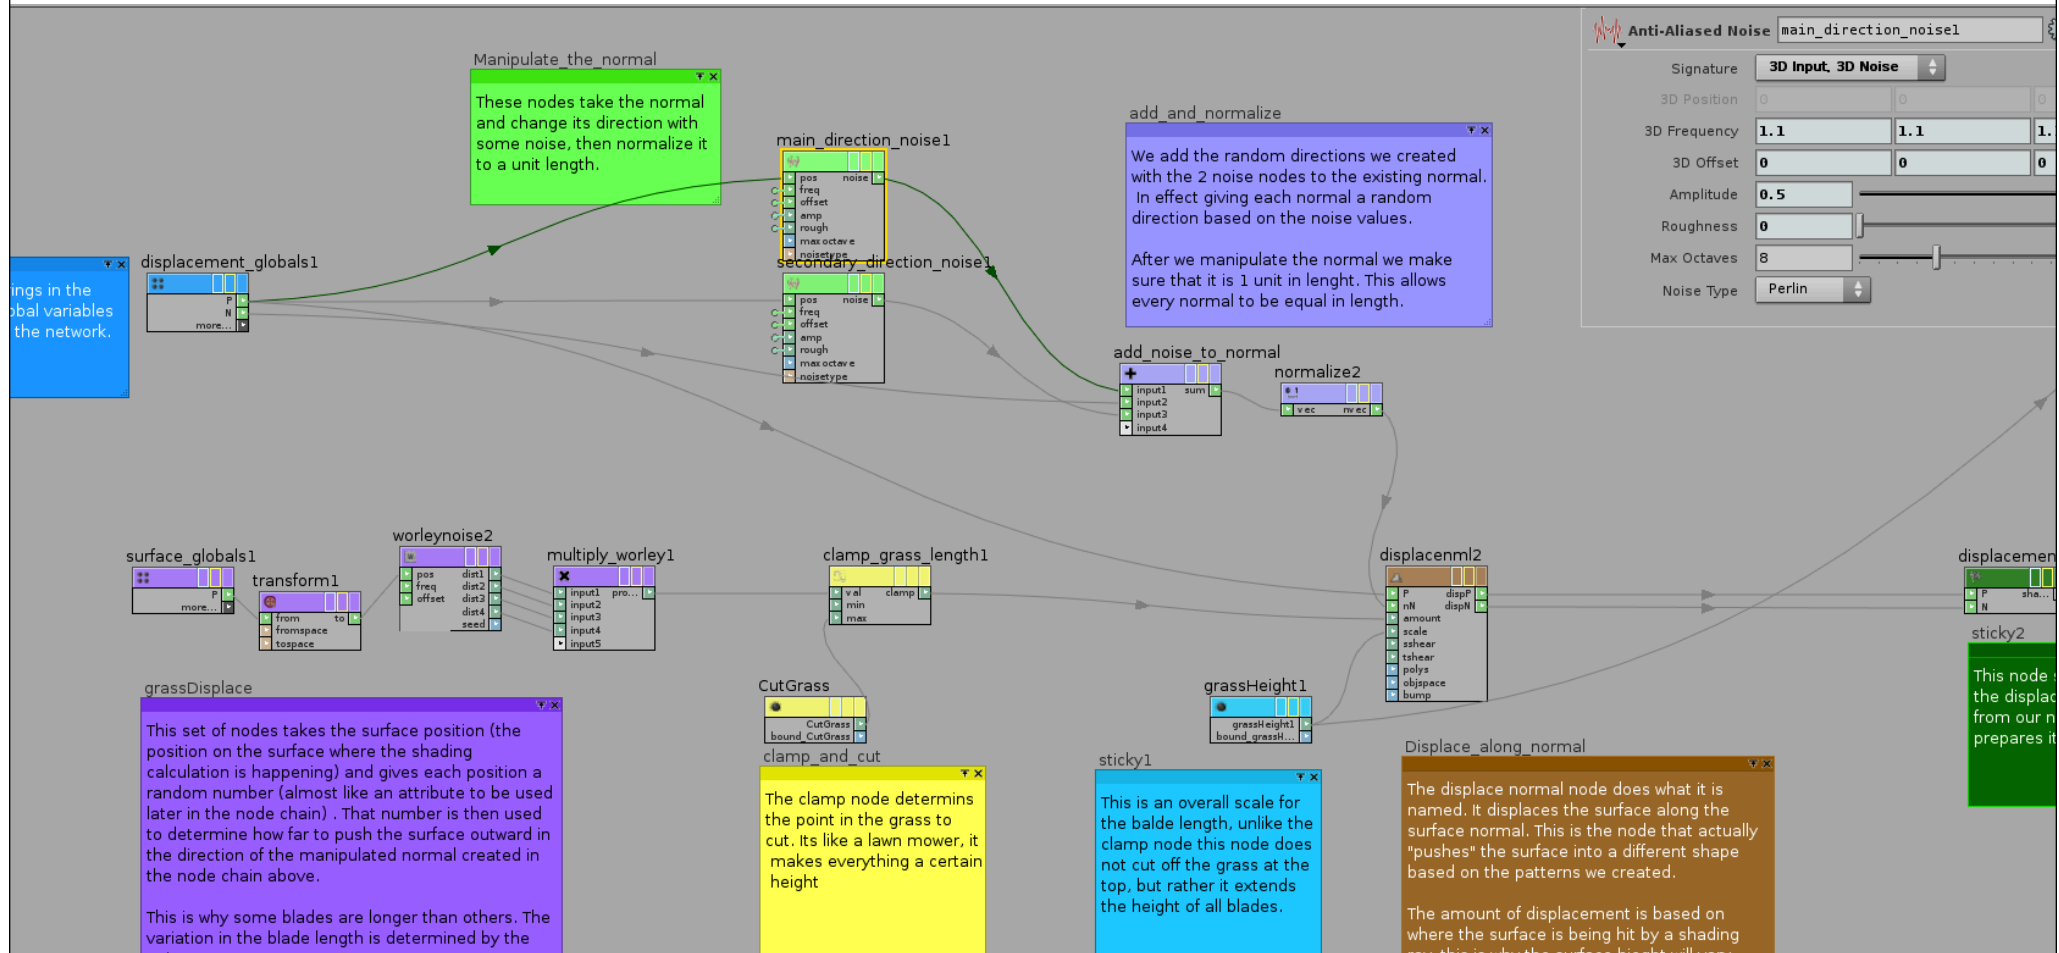 Manipulate_the_normal
These nodes take the normal
and change its direction with
some noise, then normalize it
to a unit length.
main_direction_noise1
pos noise
freq
offset
amp
rough
maxoctave
noisetype
secondary_direction_noise1
pos noise
freq
offset
amp
rough
maxoctave
noisetype
add_and_normalize
We add the random directions we created
with the 2 noise nodes to the existing normal.
In effect giving each normal a random
direction based on the noise values.
After we manipulate the normal we make
sure that it is 1 unit in lenght. This allows
every normal to be equal in length.
Anti-Aliased Noise main_direction_noise1
Signature 3D Input, 3D Noise
3D Position 0 0 0
3D Frequency 1.1 1.1 1.
3D Offset 0 0 0
Amplitude 0.5
Roughness 0
Max Octaves 8
Noise Type Perlin
ings in the
bal variables
the network.
displacement_globals1
P
N
more...
add_noise_to_normal
input1 sum
input2
input3
input4
normalize2
vec nvec
surface_globals1
P
more...
transform1
from to
fromspace
tospace
worleynoise2
pos dist1
freq dist2
offset dist3
dist4
seed
multiply_worley1
input1 pro...
input2
input3
input4
input5
clamp_grass_length1
val clamp
min
max
displacenml2
P dispP
nN dispN
amount
scale
sshear
tshear
polys
objspace
bump
displacemen
P sha...
N
sticky2
This node
the displac
from our n
prepares it
CutGrass
CutGrass
bound_CutGrass
grassHeight1
grassHeight1
bound_grassH...
grassDisplace
This set of nodes takes the surface position (the
position on the surface where the shading
calculation is happening) and gives each position a
random number (almost like an attribute to be used
later in the node chain) . That number is then used
to determine how far to push the surface outward in
the direction of the manipulated normal created in
the node chain above.
This is why some blades are longer than others. The
variation in the blade length is determined by the
clamp_and_cut
The clamp node determins
the point in the grass to
cut. Its like a lawn mower, it
makes everything a certain
height
sticky1
This is an overall scale for
the balde length, unlike the
clamp node this node does
not cut off the grass at the
top, but rather it extends
the height of all blades.
Displace_along_normal
The displace normal node does what it is
named. It displaces the surface along the
surface normal. This is the node that actually
"pushes" the surface into a different shape
based on the patterns we created.
The amount of displacement is based on
where the surface is being hit by a shading